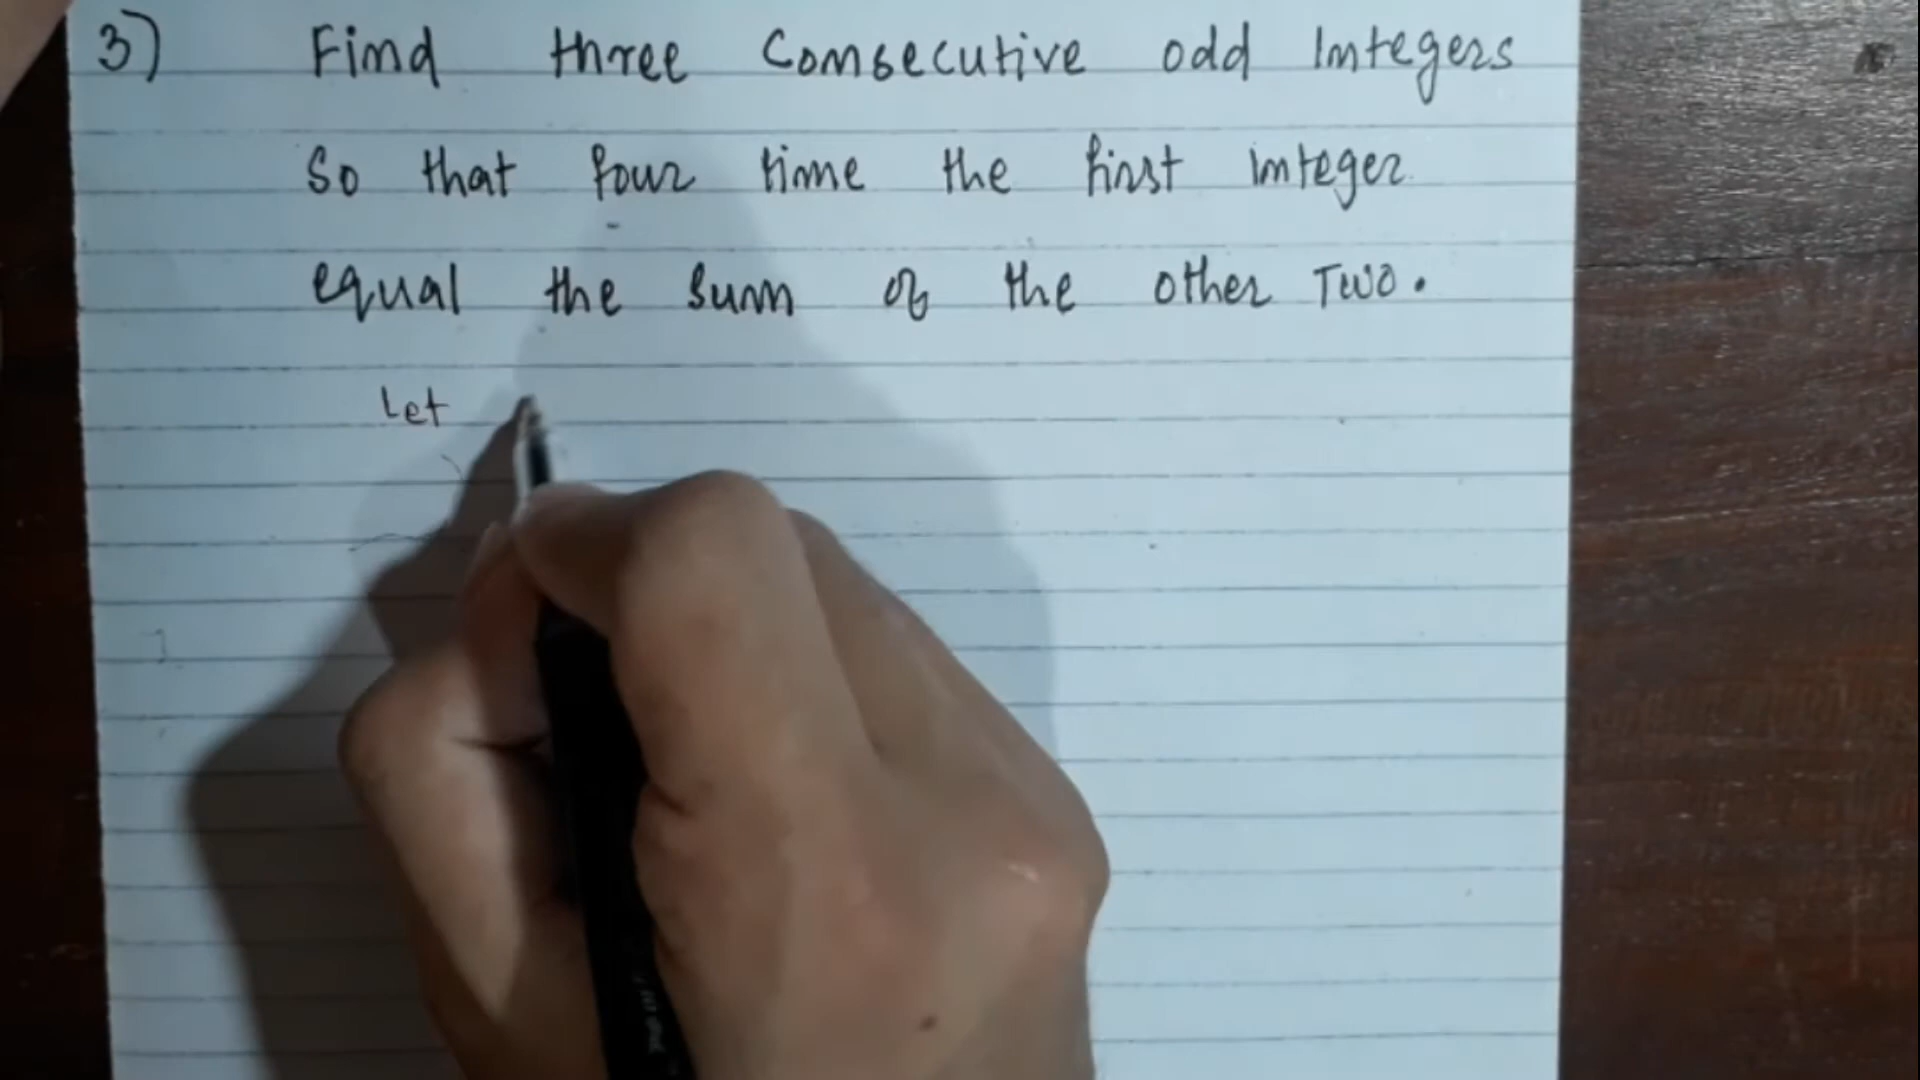 3) Find three Consecutive odd Integers
So that four time the first integer
equal the sum of the other Two.
Let